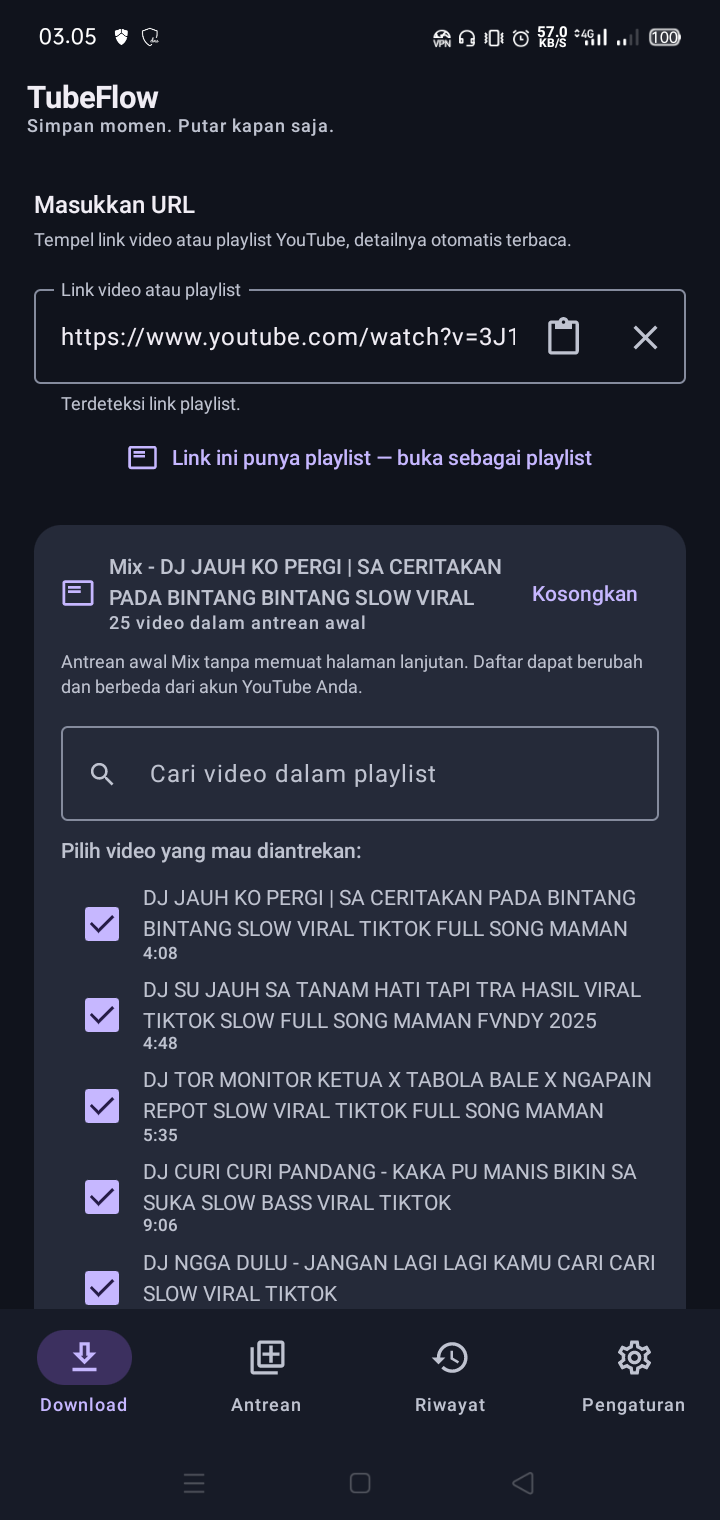 03.05
VPN
57.0
KB/S
4G
100
TubeFlow
Simpan momen. Putar kapan saja.
Masukkan URL
Tempel link video atau playlist YouTube, detailnya otomatis terbaca.
Link video atau playlist
https://www.youtube.com/watch?v=3J1
Terdeteksi link playlist.
Link ini punya playlist — buka sebagai playlist
Mix - DJ JAUH KO PERGI | SA CERITAKAN
PADA BINTANG BINTANG SLOW VIRAL
25 video dalam antrean awal
Kosongkan
Antrean awal Mix tanpa memuat halaman lanjutan. Daftar dapat berubah
dan berbeda dari akun YouTube Anda.
Cari video dalam playlist
Pilih video yang mau diantrekan:
DJ JAUH KO PERGI | SA CERITAKAN PADA BINTANG
BINTANG SLOW VIRAL TIKTOK FULL SONG MAMAN
4:08
DJ SU JAUH SA TANAM HATI TAPI TRA HASIL VIRAL
TIKTOK SLOW FULL SONG MAMAN FVNDY 2025
4:48
DJ TOR MONITOR KETUA X TABOLA BALE X NGAPAIN
REPOT SLOW VIRAL TIKTOK FULL SONG MAMAN
5:35
DJ CURI CURI PANDANG - KAKA PU MANIS BIKIN SA
SUKA SLOW BASS VIRAL TIKTOK
9:06
DJ NGGA DULU - JANGAN LAGI LAGI KAMU CARI CARI
SLOW VIRAL TIKTOK
Download
Antrean
Riwayat
Pengaturan